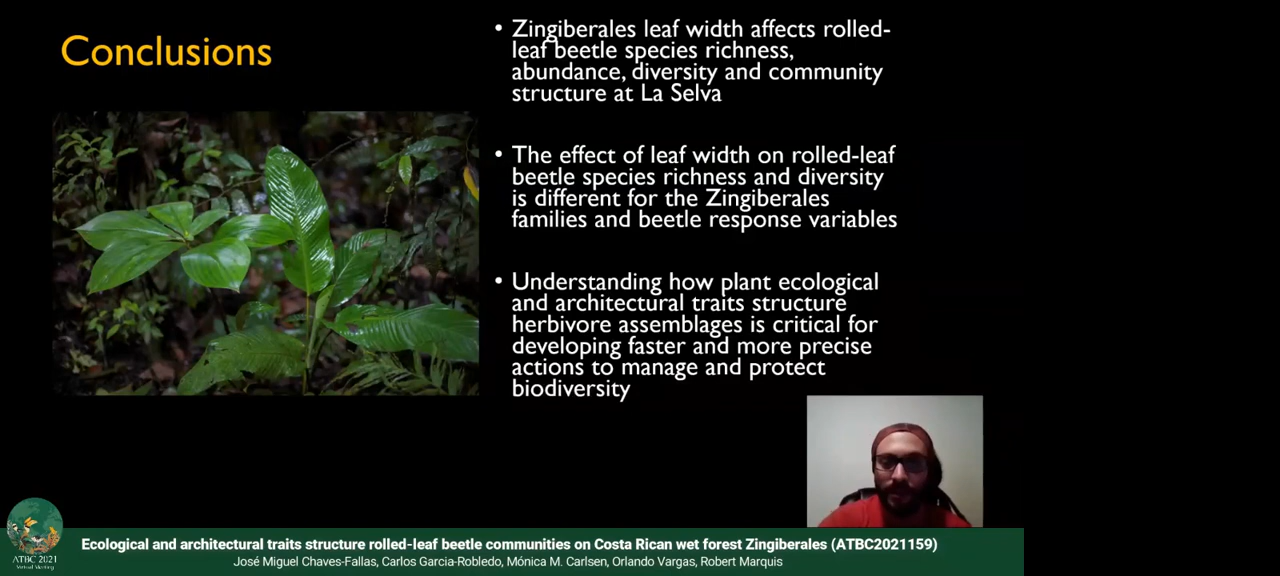 Conclusions
• Zingiberales leaf width affects rolled-
leaf beetle species richness,
abundance, diversity and community
structure at La Selva
• The effect of leaf width on rolled-leaf
beetle species richness and diversity
is different for the Zingiberales
families and beetle response variables
• Understanding how plant ecological
and architectural traits structure
herbivore assemblages is critical for
developing faster and more precise
actions to manage and protect
biodiversity
ATBC 2021
Virtual Meeting
Ecological and architectural traits structure rolled-leaf beetle communities on Costa Rican wet forest Zingiberales (ATBC2021159)
José Miguel Chaves-Fallas, Carlos Garcia-Robledo, Mónica M. Carlsen, Orlando Vargas, Robert Marquis